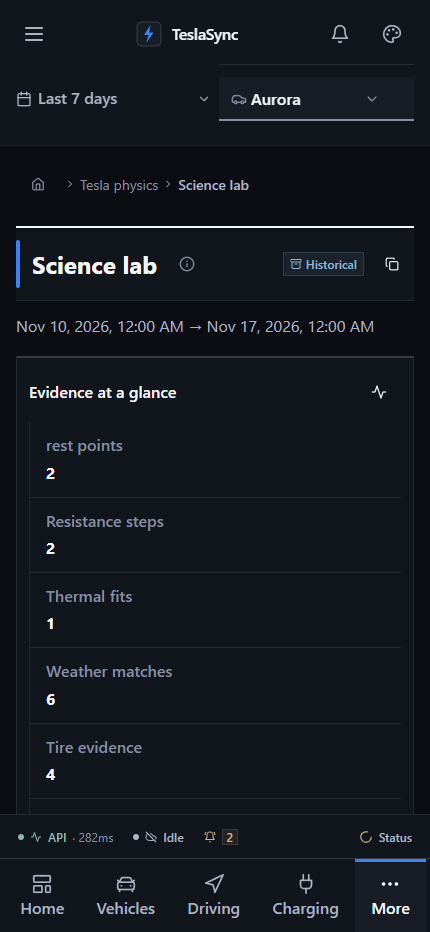 TeslaSync
Last 7 days
Aurora
Tesla physics
Science lab
Science lab
Historical
Nov 10, 2026, 12:00 AM → Nov 17, 2026, 12:00 AM
Evidence at a glance
rest points
2
Resistance steps
2
Thermal fits
1
Weather matches
6
Tire evidence
4
API · 282ms
Idle
2
Status
Home
Vehicles
Driving
Charging
More